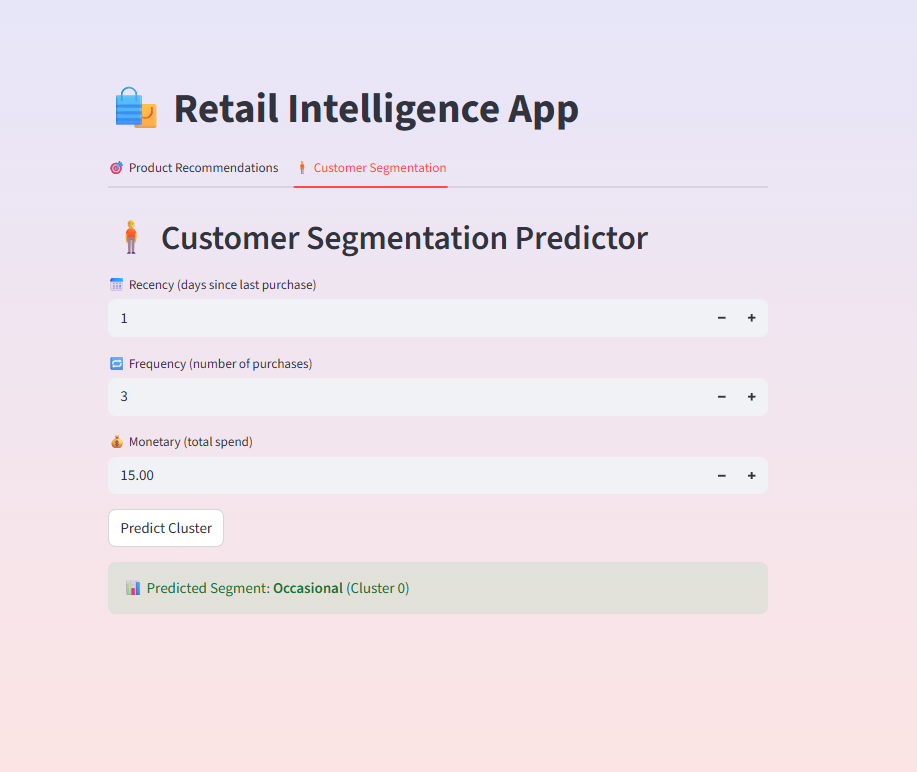 Retail Intelligence App
Product Recommendations Customer Segmentation
Customer Segmentation Predictor
Recency (days since last purchase)
1
Frequency (number of purchases)
3
Monetary (total spend)
15.00
Predict Cluster
Predicted Segment: Occasional (Cluster 0)